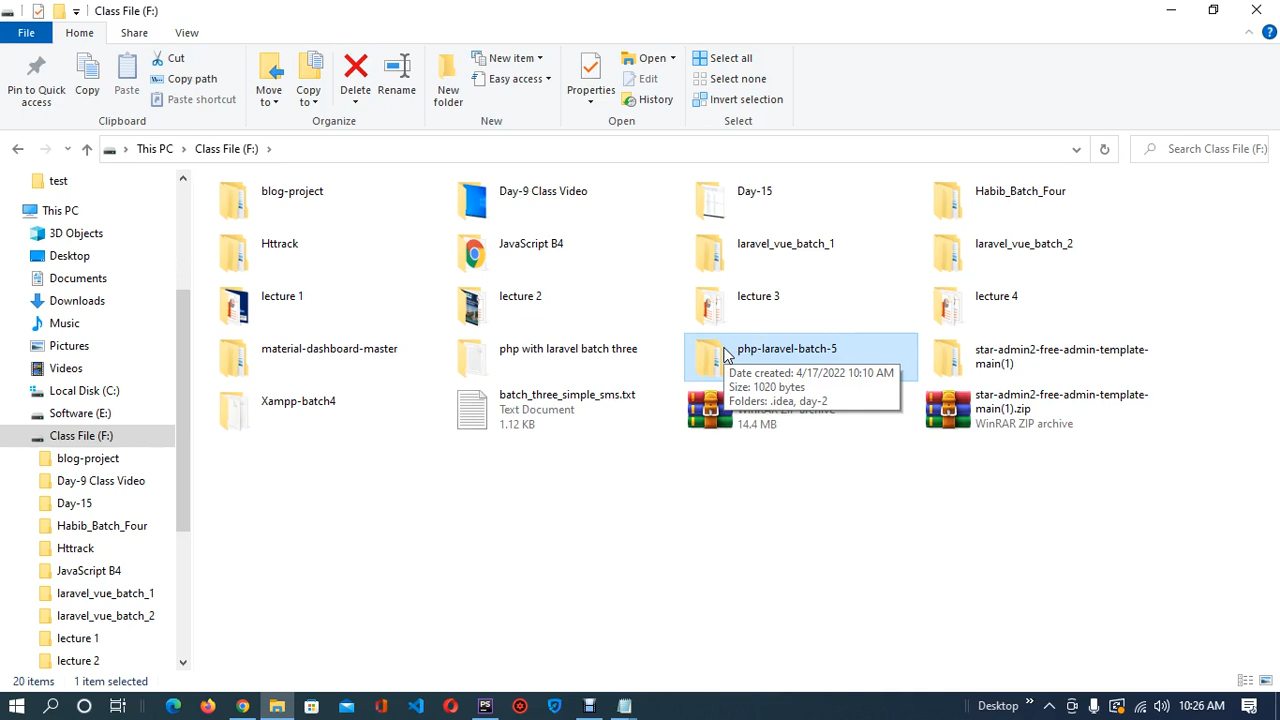 Class File (F:)
File
Home
Share
View
Pin to Quick access
Copy
Paste
Cut
Copy path
Paste shortcut
Clipboard
Move to
Copy to
Delete
Rename
Organize
New folder
New item
Easy access
New
Properties
Open
Edit
History
Open
Select all
Select none
Invert selection
Select
This PC
Class File (F:)
Search Class File (F:)
test
This PC
3D Objects
Desktop
Documents
Downloads
Music
Pictures
Videos
Local Disk (C:)
Software (E:)
Class File (F:)
blog-project
Day-9 Class Video
Day-15
Habib_Batch_Four
Httrack
JavaScript B4
laravel_vue_batch_1
laravel_vue_batch_2
lecture 1
lecture 2
blog-project
Day-9 Class Video
Day-15
Habib_Batch_Four
Httrack
JavaScript B4
laravel_vue_batch_1
laravel_vue_batch_2
lecture 1
lecture 2
lecture 3
lecture 4
material-dashboard-master
php with laravel batch three
php-laravel-batch-5
star-admin2-free-admin-template-
main(1)
Date created: 4/17/2022 10:10 AM
Size: 1020 bytes
Folders: .idea, day-2
Xampp-batch4
batch_three_simple_sms.txt
Text Document
1.12 KB
WinRAR ZIP archive
14.4 MB
star-admin2-free-admin-template-
main(1).zip
WinRAR ZIP archive
20 items
1 item selected
Desktop
10:26 AM